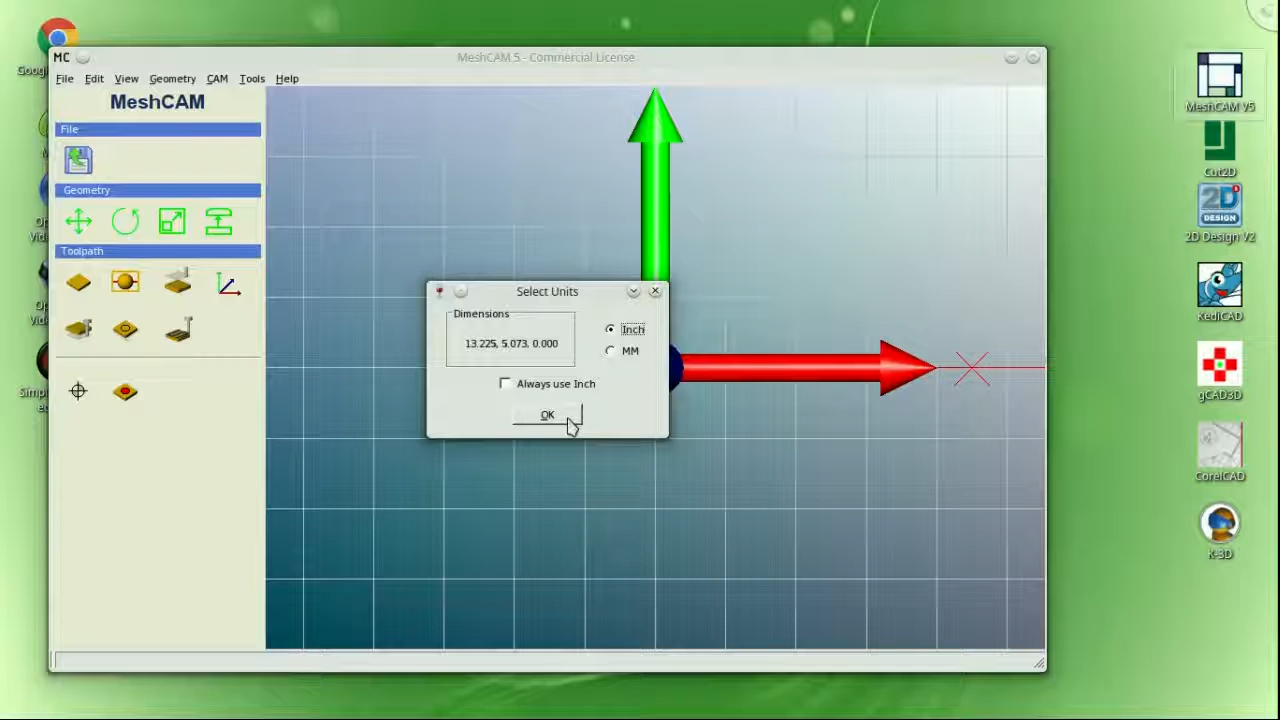 MC
MeshCAM 5 - Commercial License
File Edit View Geometry CAM Tools Help
MeshCAM
File
Geometry
Toolpath
Select Units
Dimensions
13.225, 5.073, 0.000
Inch
MM
Always use Inch
OK
MeshCAM V5
Cut2D
2D
DESIGN
2D Design V2
KediCAD
gCAD3D
CorelCAD
K-3D